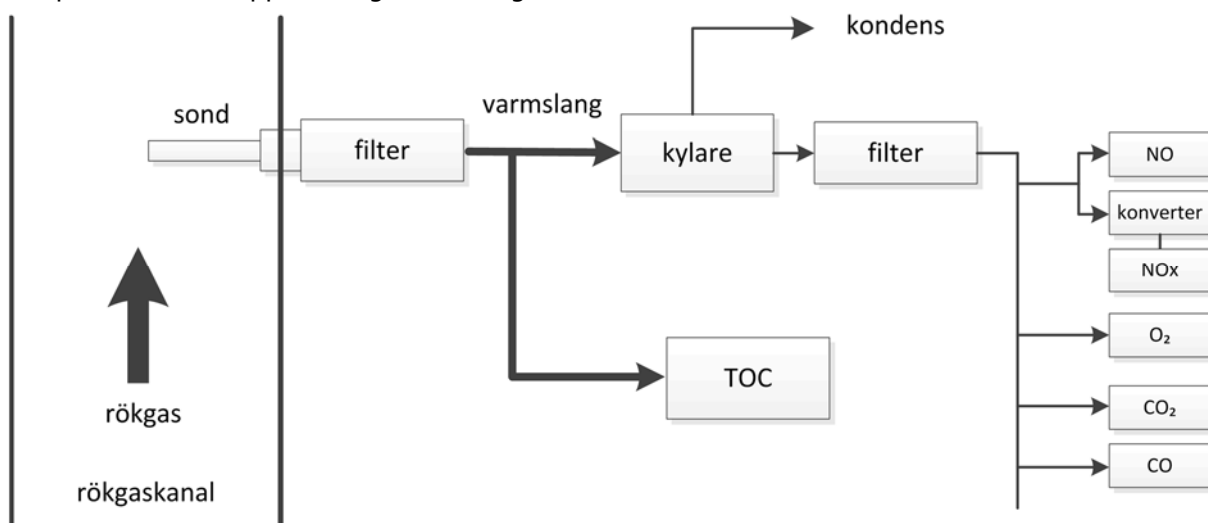 kondens
varmslang
sond
filter
kylare
filter
NO
konverter
NOx
O₂
TOC
CO₂
rökgas
CO
rökgaskanal